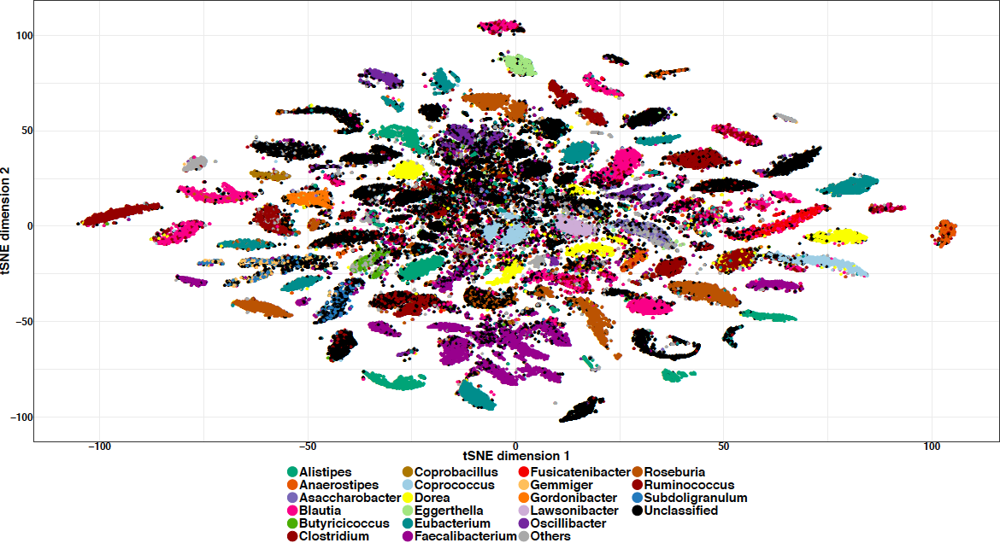 100
50
0
−50
−100
tSNE dimension 2
−100 −50 0 50 100
tSNE dimension 1
Alistipes Coprobacillus Fusicatenibacter Roseburia
Anaerostipes Coprococcus Gemmiger Ruminococcus
Asaccharobacter Dorea Gordonibacter Subdoligranulum
Blautia Eggerthella Lawsonibacter Unclassified
Butyricicoccus Eubacterium Oscillibacter
Clostridium Faecalibacterium Others